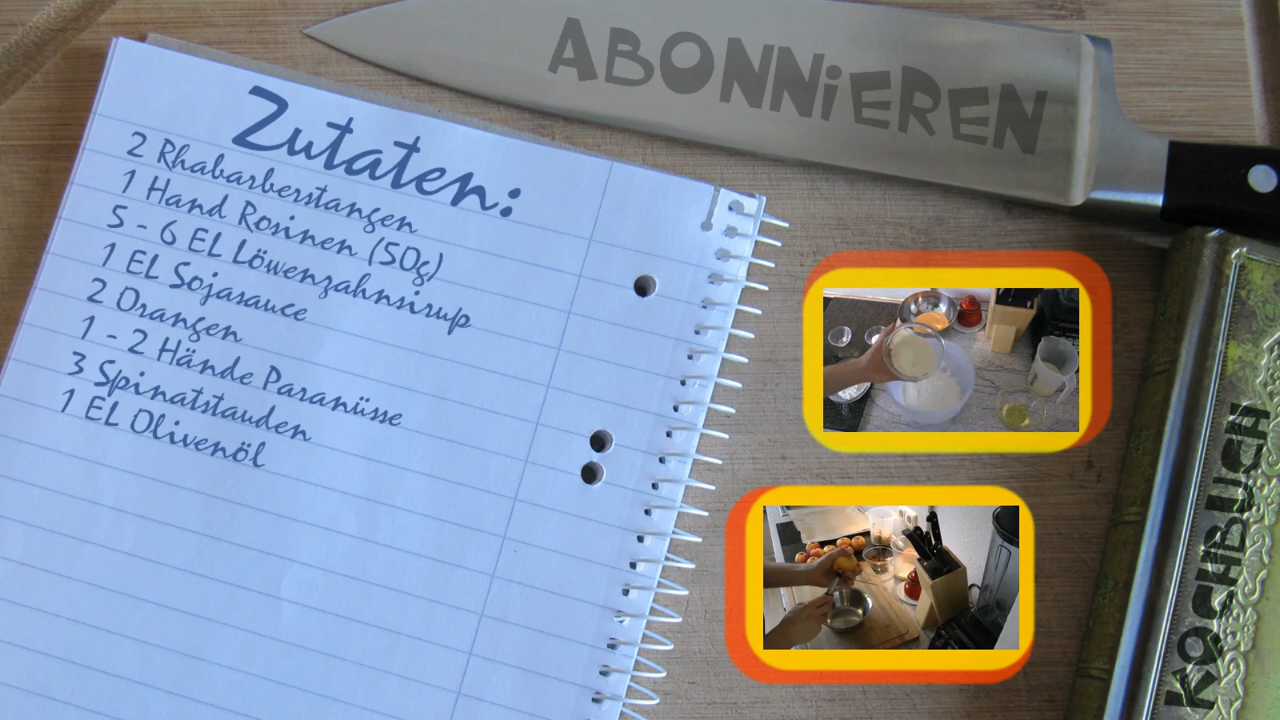 ABONNiEREN
Zutaten:
2 Rhabarberstangen
1 Hand Rosinen (50g)
5 - 6 EL Löwenzahnsirup
1 EL Sojasauce
2 Orangen
1 - 2 Hände Paranüsse
3 Spinatstauden
1 EL Olivenöl
KOCHBUCH